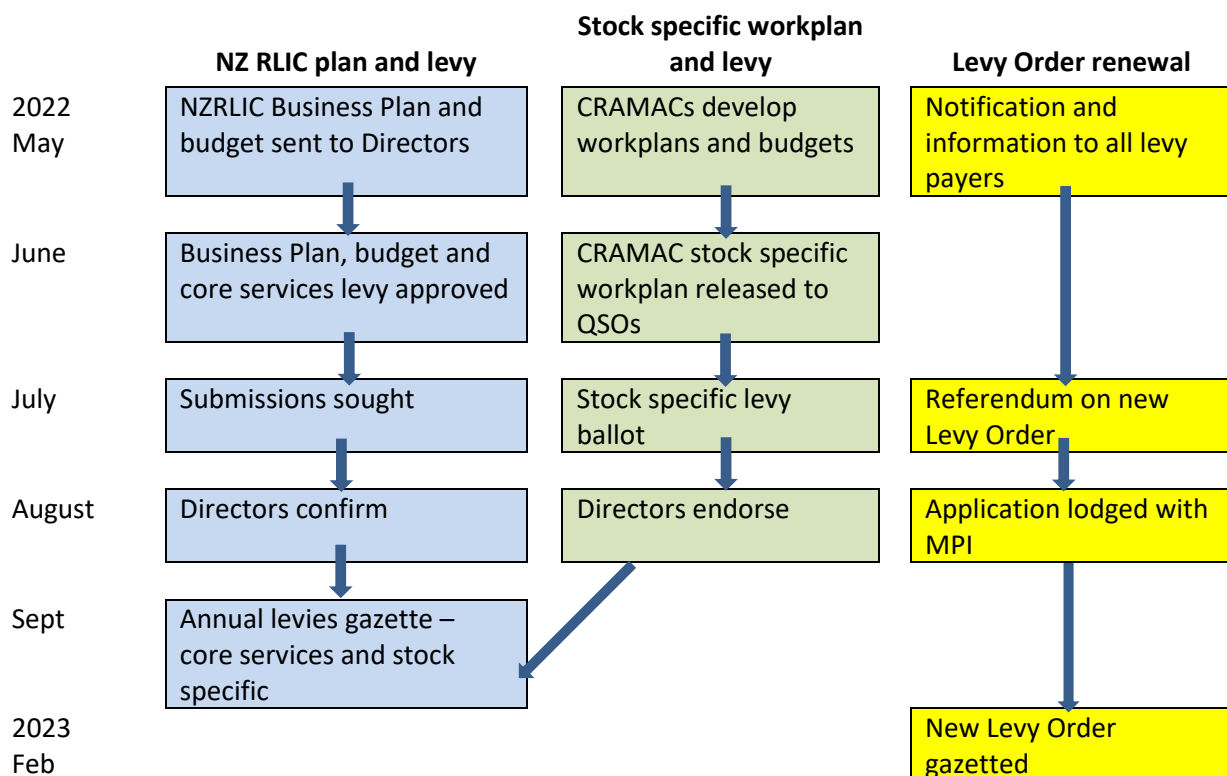 NZ RLIC plan and levy
Stock specific workplan
and levy
Levy Order renewal
2022
May
NZRLIC Business Plan and
budget sent to Directors
CRAMACs develop
workplans and budgets
Notification and
information to all levy
payers
June
Business Plan, budget and
core services levy approved
CRAMAC stock specific
workplan released to
QSOs
July
Submissions sought
Stock specific levy
ballot
Referendum on new
Levy Order
August
Directors confirm
Directors endorse
Application lodged with
MPI
Sept
Annual levies gazette –
core services and stock
specific
2023
Feb
New Levy Order
gazetted